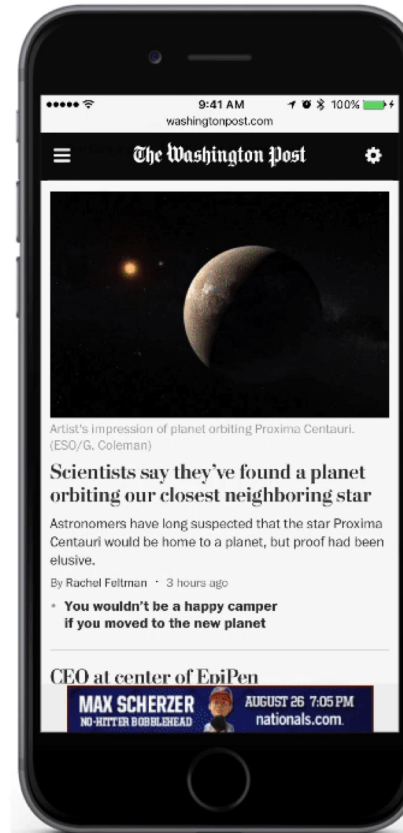 9:41 AM
100%
washingtonpost.com
The Washington Post
Artist's impression of planet orbiting Proxima Centauri.
(ESO/G. Coleman)
Scientists say they've found a planet
orbiting our closest neighboring star
Astronomers have long suspected that the star Proxima
Centauri would be home to a planet, but proof had been
elusive.
By Rachel Feltman · 3 hours ago
• You wouldn't be a happy camper
if you moved to the new planet
CEO at center of EpiPen
MAX SCHERZER
NO-HITTER BOBBLEHEAD
AUGUST 26 7:05 PM
nationals.com